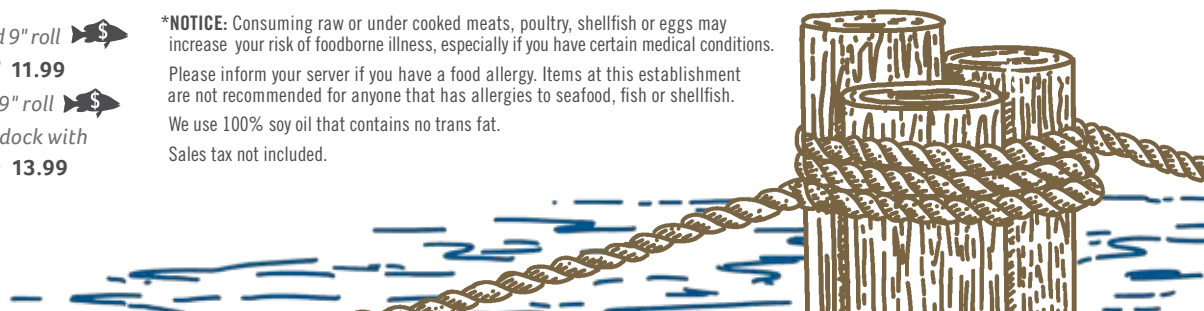 9" roll $
11.99
9" roll $
dock with
13.99
*NOTICE: Consuming raw or under cooked meats, poultry, shellfish or eggs may
increase your risk of foodborne illness, especially if you have certain medical conditions.
Please inform your server if you have a food allergy. Items at this establishment
are not recommended for anyone that has allergies to seafood, fish or shellfish.
We use 100% soy oil that contains no trans fat.
Sales tax not included.